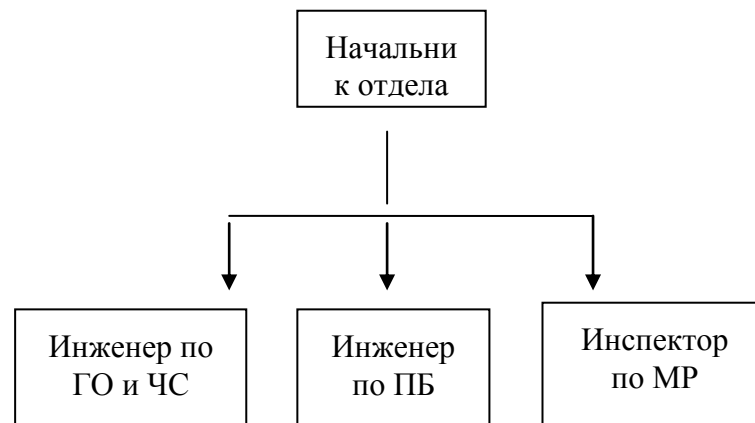 Начальни
к отдела
Инженер по
ГО и ЧС
Инженер
по ПБ
Инспектор
по МР